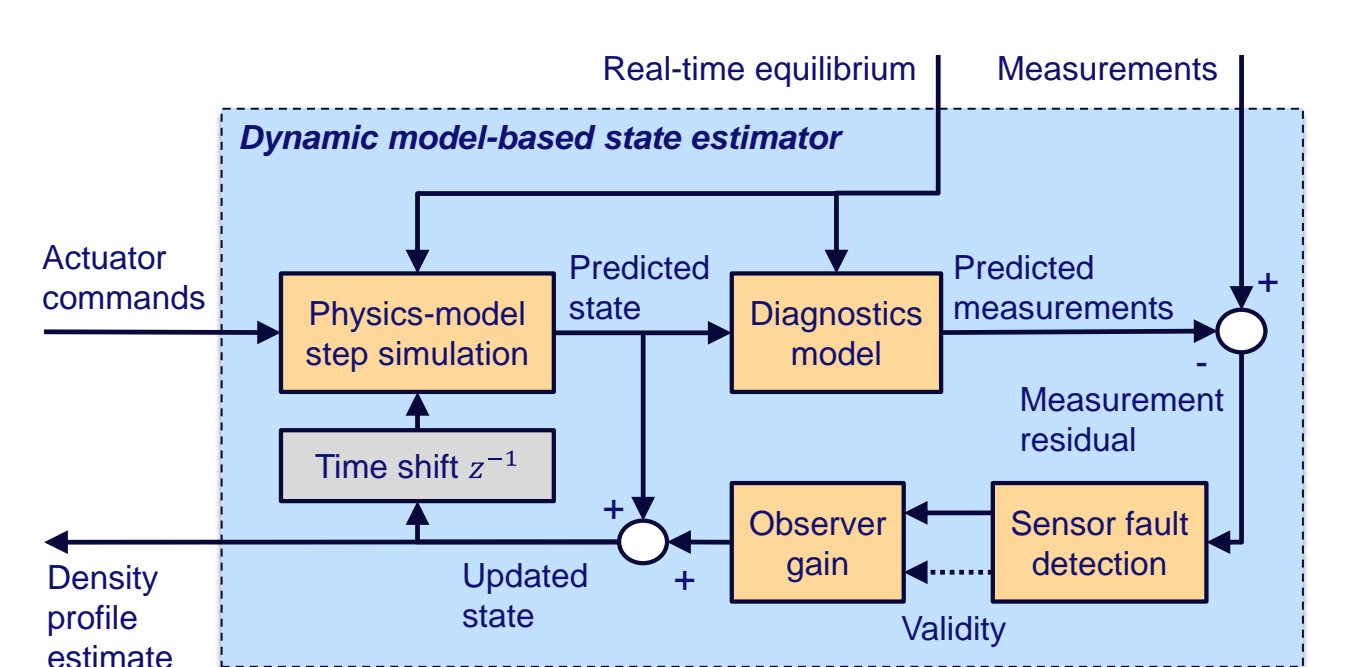 Real-time equilibrium
Measurements
Dynamic model-based state estimator
Actuator
commands
Physics-model
step simulation
Predicted
state
Diagnostics
model
Predicted
measurements
+
-
Measurement
residual
Time shift z⁻¹
+
+
Observer
gain
Sensor fault
detection
Validity
Updated
state
Density
profile
estimate